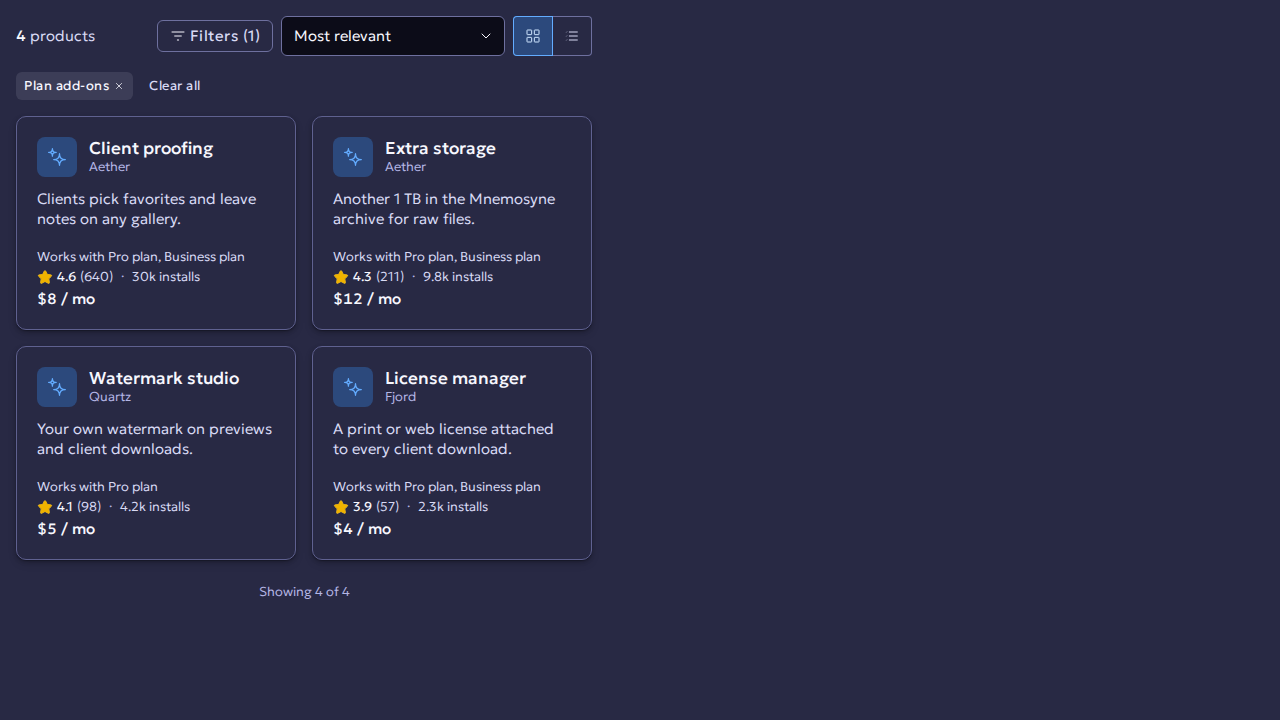 4 products
Filters (1)
Most relevant
Plan add-ons
Clear all
Client proofing
Aether
Clients pick favorites and leave
notes on any gallery.
Works with Pro plan, Business plan
4.6 (640) · 30k installs
$8 / mo
Extra storage
Aether
Another 1 TB in the Mnemosyne
archive for raw files.
Works with Pro plan, Business plan
4.3 (211) · 9.8k installs
$12 / mo
Watermark studio
Quartz
Your own watermark on previews
and client downloads.
Works with Pro plan
4.1 (98) · 4.2k installs
$5 / mo
License manager
Fjord
A print or web license attached
to every client download.
Works with Pro plan, Business plan
3.9 (57) · 2.3k installs
$4 / mo
Showing 4 of 4